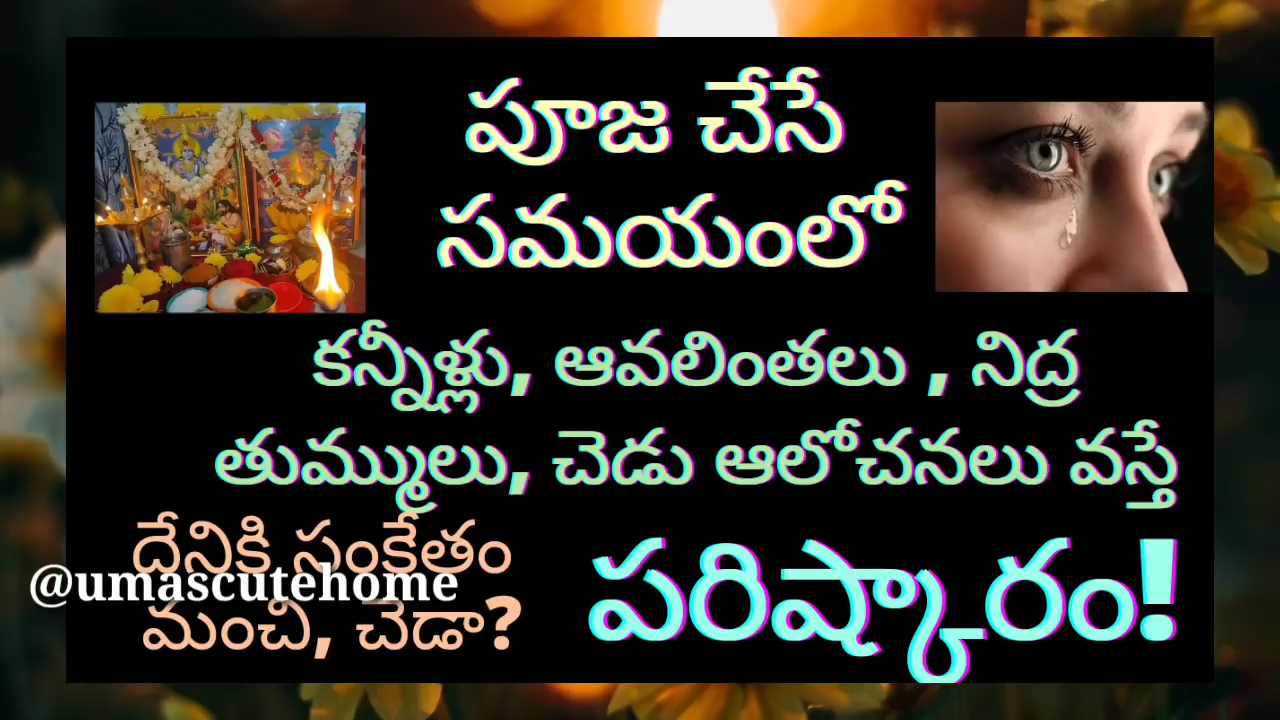 పూజ చేసే
సమయంలో
కన్నీళ్లు, ఆవలింతలు , నిద్ర
తుమ్ములు, చెడు ఆలోచనలు వస్తే
దేనికి సంకేతం
@umascutehome
మంచి, చెడా?
పరిష్కారం!